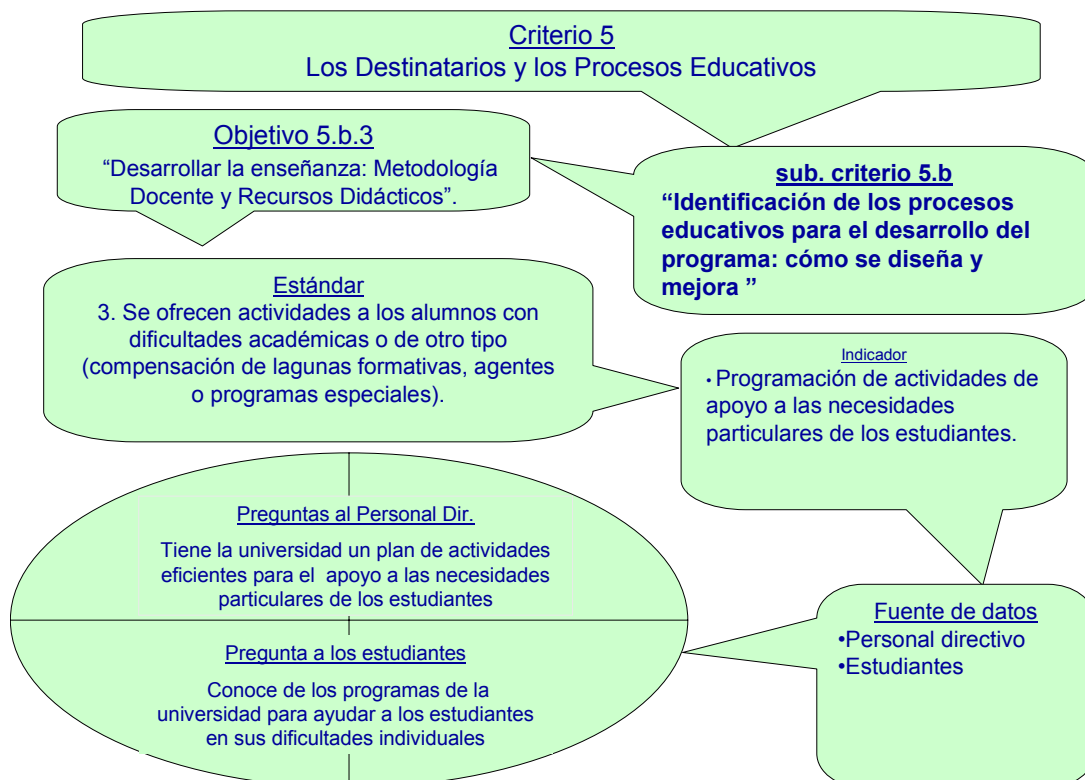 Criterio 5
Los Destinatarios y los Procesos Educativos
Objetivo 5.b.3
“Desarrollar la enseñanza: Metodología
Docente y Recursos Didácticos”.
sub. criterio 5.b
“Identificación de los procesos
educativos para el desarrollo del
programa: cómo se diseña y
mejora ”
Estándar
3. Se ofrecen actividades a los alumnos con
dificultades académicas o de otro tipo
(compensación de lagunas formativas, agentes
o programas especiales).
Indicador
• Programación de actividades de
apoyo a las necesidades
particulares de los estudiantes.
Preguntas al Personal Dir.
Tiene la universidad un plan de actividades
eficientes para el apoyo a las necesidades
particulares de los estudiantes
Pregunta a los estudiantes
Conoce de los programas de la
universidad para ayudar a los estudiantes
en sus dificultades individuales
Fuente de datos
•Personal directivo
•Estudiantes